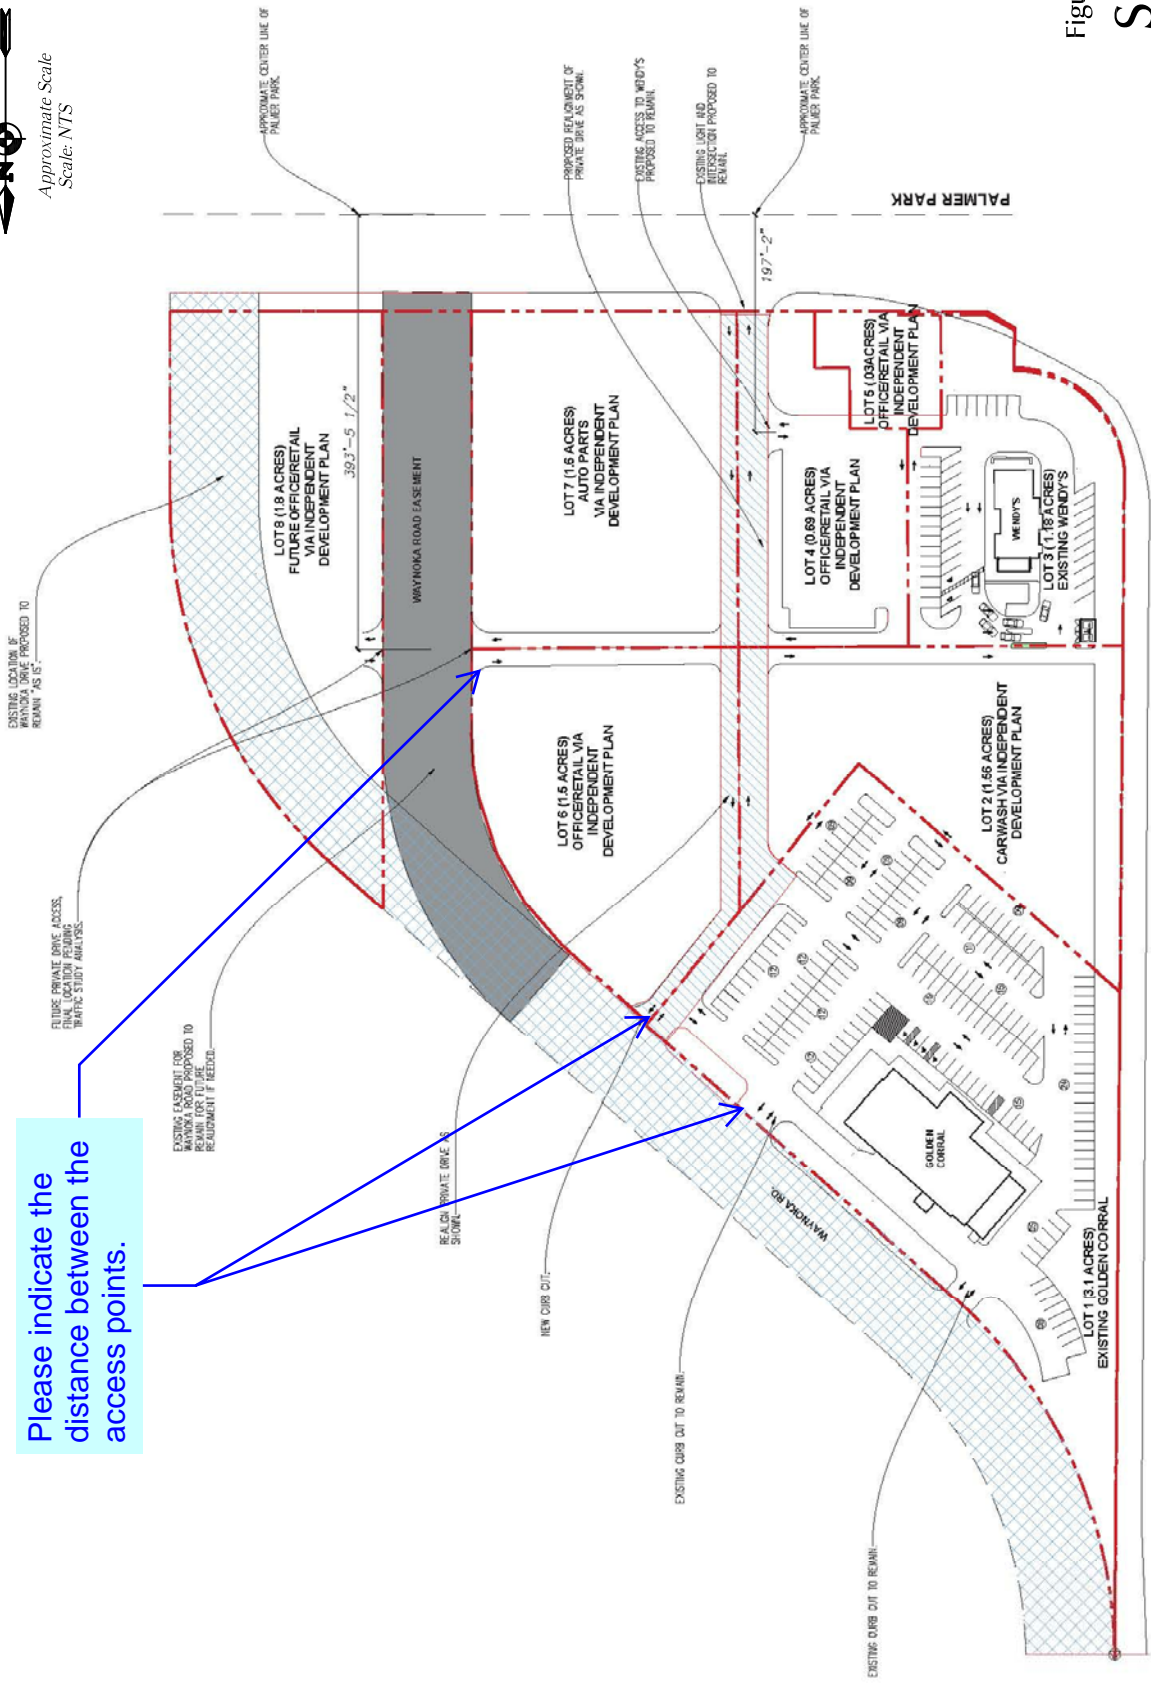 N
Approximate Scale
Scale: NTS
Figu
S
APPROXIMATE CENTER LINE OF
PALMER PARK.
PROPOSED REALIGNMENT OF
PRIVATE DRIVE AS SHOWN.
EXISTING ACCESS TO WENDY'S
PROPOSED TO REMAIN.
EXISTING LIGHT AND
INTERSECTION PROPOSED TO
REMAIN.
APPROXIMATE CENTER LINE OF
PALMER PARK.
PALMER PARK
197'-2"
393'-5 1/2"
EXISTING LOCATION OF
WAYNOKA DRIVE PROPOSED TO
REMAIN "AS IS".
LOT 8 (1.8 ACRES)
FUTURE OFFICE/RETAIL
VIA INDEPENDENT
DEVELOPMENT PLAN
WAYNOKA ROAD EASEMENT
LOT 7 (1.6 ACRES)
AUTO PARTS
VIA INDEPENDENT
DEVELOPMENT PLAN
LOT 4 (0.69 ACRES)
OFFICE/RETAIL VIA
INDEPENDENT
DEVELOPMENT PLAN
LOT 5 (.03ACRES)
OFFICE/RETAIL VIA
INDEPENDENT
DEVELOPMENT PLAN
WENDY'S
LOT 3 (1.18 ACRES)
EXISTING WENDY'S
FUTURE PRIVATE DRIVE ACCESS,
FINAL LOCATION PENDING
TRAFFIC STUDY ANALYSIS.
LOT 6 (1.5 ACRES)
OFFICE/RETAIL VIA
INDEPENDENT
DEVELOPMENT PLAN
LOT 2 (1.56 ACRES)
CARWASH VIA INDEPENDENT
DEVELOPMENT PLAN
EXISTING EASEMENT FOR
WAYNOKA ROAD PROPOSED TO
REMAIN FOR FUTURE
REALIGNMENT IF NEEDED.
Please indicate the
distance between the
access points.
REALIGN PRIVATE DRIVE AS
SHOWN.
NEW CURB CUT.
WAYNOKA RD.
GOLDEN
CORRAL
EXISTING CURB CUT TO REMAIN.
LOT 1 (3.1 ACRES)
EXISTING GOLDEN CORRAL
EXISTING CURB CUT TO REMAIN.